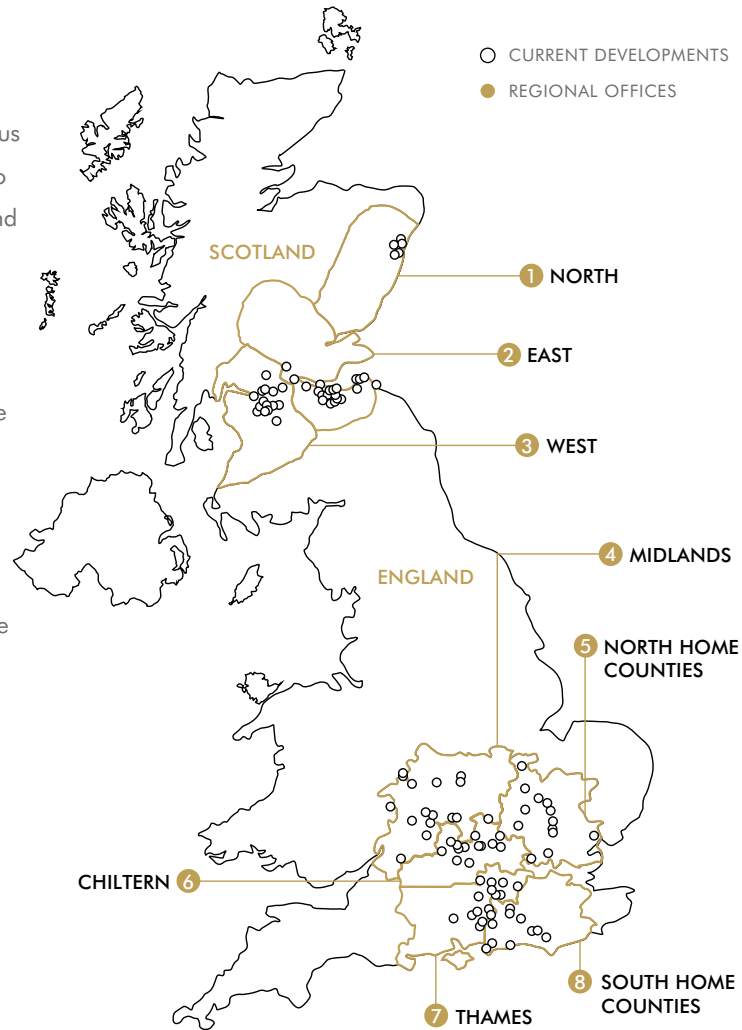 CURRENT DEVELOPMENTS
REGIONAL OFFICES
us
SCOTLAND
1 NORTH
2 EAST
3 WEST
ENGLAND
4 MIDLANDS
5 NORTH HOME
COUNTIES
CHILTERN 6
7 THAMES
8 SOUTH HOME
COUNTIES